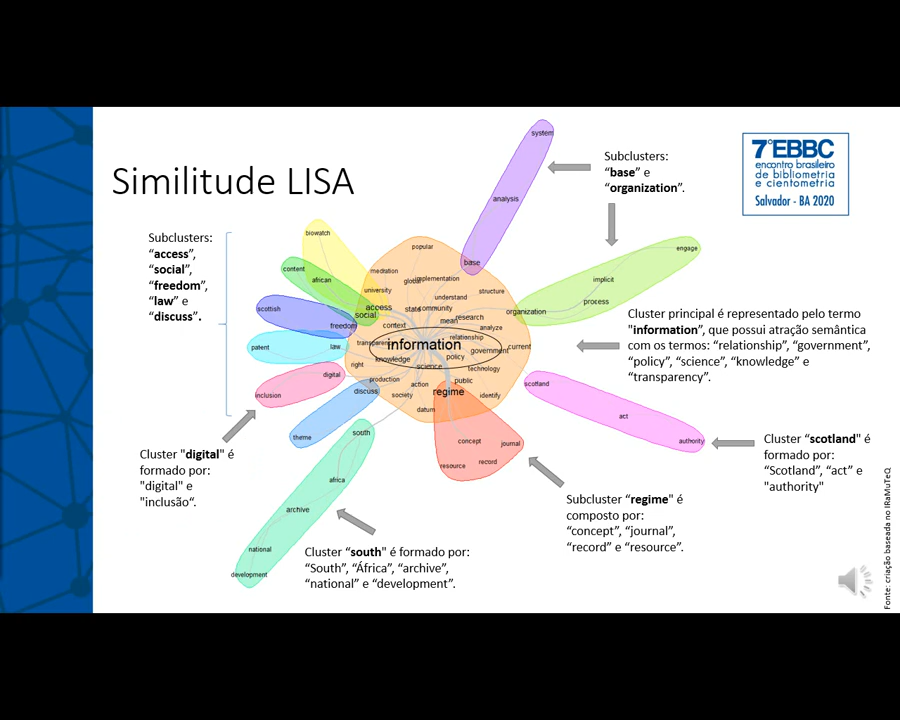 Similitude LISA
7°EBBC
encontro brasileiro
de bibliometria
e cientometria
Salvador - BA 2020
Subclusters:
“base” e
“organization”.
Subclusters:
“access”,
“social”,
“freedom”,
“law” e
“discuss”.
Cluster principal é representado pelo termo
"information”, que possui atração semântica
com os termos: “relationship”, “government”,
“policy”, “science”, “knowledge” e
“transparency”.
Cluster “scotland” é
formado por:
“Scotland”, “act” e
"authority"
Cluster "digital" é
formado por:
"digital" e
"inclusão“.
Subcluster “regime” é
composto por:
“concept”, “journal”,
“record” e “resource”.
Cluster “south" é formado por:
“South”, “África”, “archive”,
“national” e “development”.
Fonte: criação baseada no IRaMuTeQ
system
analysis
base
biowatch
popular
engage
content
african
mediation
global
implementation
implicit
university
understand
structure
process
access
state
community
social
organization
scottish
freedom
context
mean
research
analyze
relationship
patent
law
information
government
current
knowledge
policy
right
science
technology
digital
production
action
public
scotland
inclusion
discuss
society
regime
identify
datum
act
theme
south
concept
journal
authority
resource
record
africa
archive
national
development